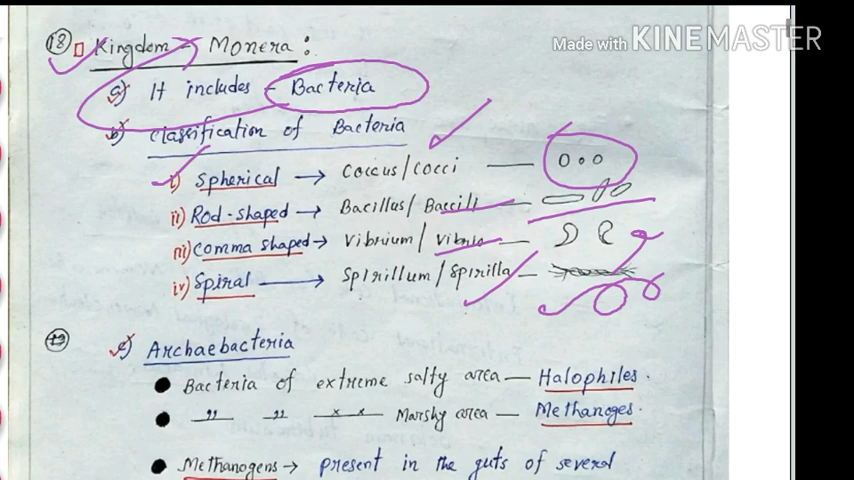 Made with KINEMASTER
18 Kingdom - Monera :
a) It includes - Bacteria
b) Classification of Bacteria
i) Spherical → Coccus/Cocci —
ii) Rod-shaped → Bacillus/Baccili —
iii) Comma shaped → Vibrium/Vibrio —
iv) Spiral → Spirillum/Spirilla —
19 c) Archaebacteria
● Bacteria of extreme salty area — Halophiles.
● —"— —"— —x—x— Marshy area — Methanoges.
● Methanogens → present in the guts of several